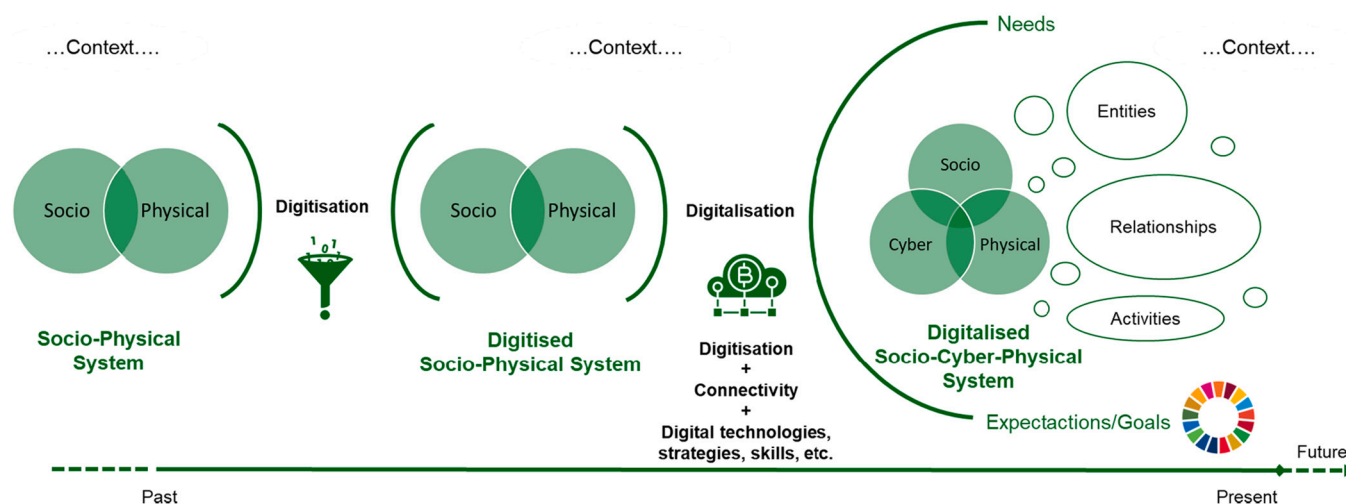 ...Context....
...Context....
Needs
...Context....
Entities
Socio
Physical
Digitisation
Socio
Physical
Digitalisation
Socio
Cyber
Physical
Relationships
Activities
Socio-Physical
System
Digitised
Socio-Physical System
Digitisation
+
Connectivity
+
Digital technologies,
strategies, skills, etc.
Digitalised
Socio-Cyber-Physical
System
Expectactions/Goals
Past
Present
Future